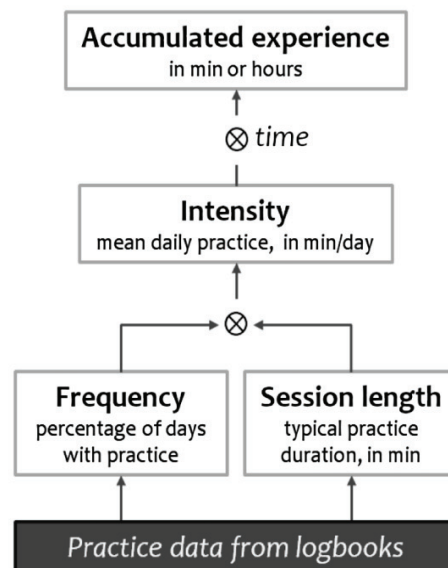 Accumulated experience
in min or hours
⊗ time
Intensity
mean daily practice, in min/day
⊗
Frequency
percentage of days
with practice
Session length
typical practice
duration, in min
Practice data from logbooks